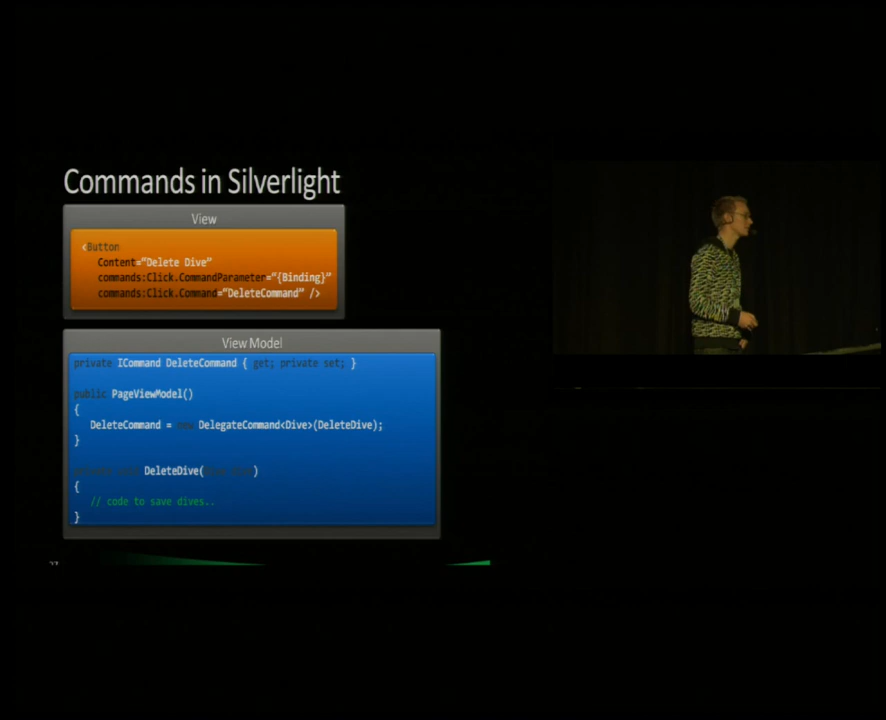 Commands in Silverlight
View
<Button
Content="Delete Dive"
commands:Click.CommandParameter="{Binding}"
commands:Click.Command="DeleteCommand" />
View Model
private ICommand DeleteCommand { get; private set; }
public PageViewModel()
{
DeleteCommand = new DelegateCommand<Dive>(DeleteDive);
}
DeleteDive( )
{
// code to save dives..
}